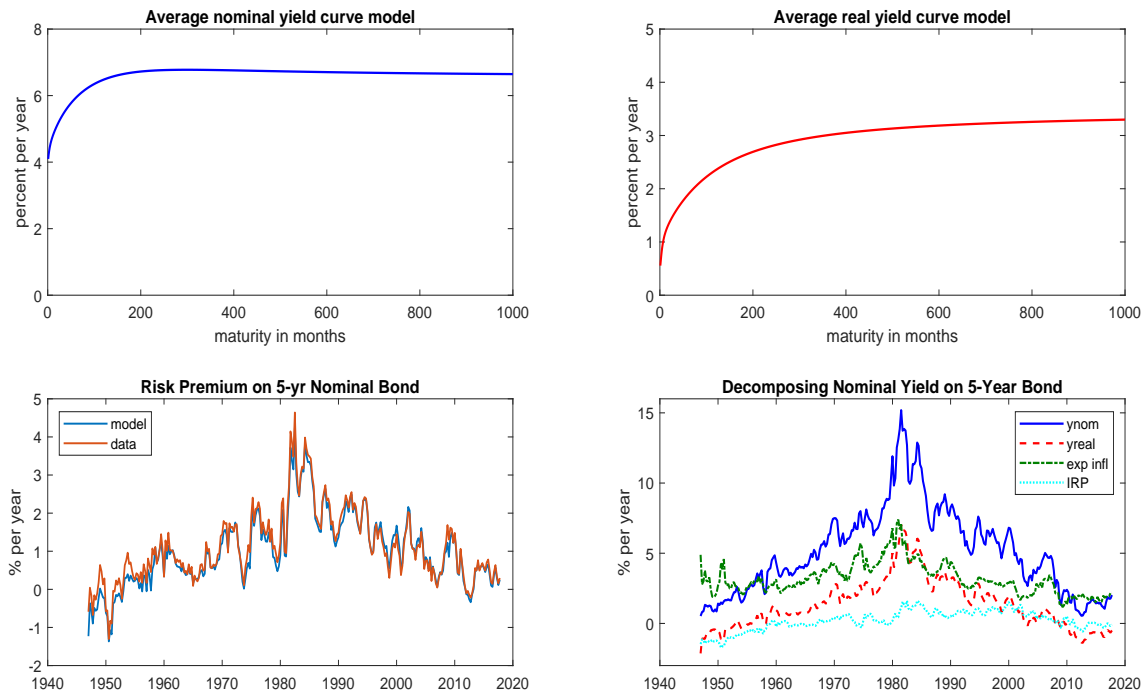 Average nominal yield curve model
8
6
4
2
0
percent per year
0 200 400 600 800 1000
maturity in months
Average real yield curve model
5
4
3
2
1
0
percent per year
0 200 400 600 800 1000
maturity in months
Risk Premium on 5-yr Nominal Bond
5
4
3
2
1
0
-1
-2
% per year
model
data
1940 1950 1960 1970 1980 1990 2000 2010 2020
Decomposing Nominal Yield on 5-Year Bond
15
10
5
0
% per year
ynom
yreal
exp infl
IRP
1940 1950 1960 1970 1980 1990 2000 2010 2020